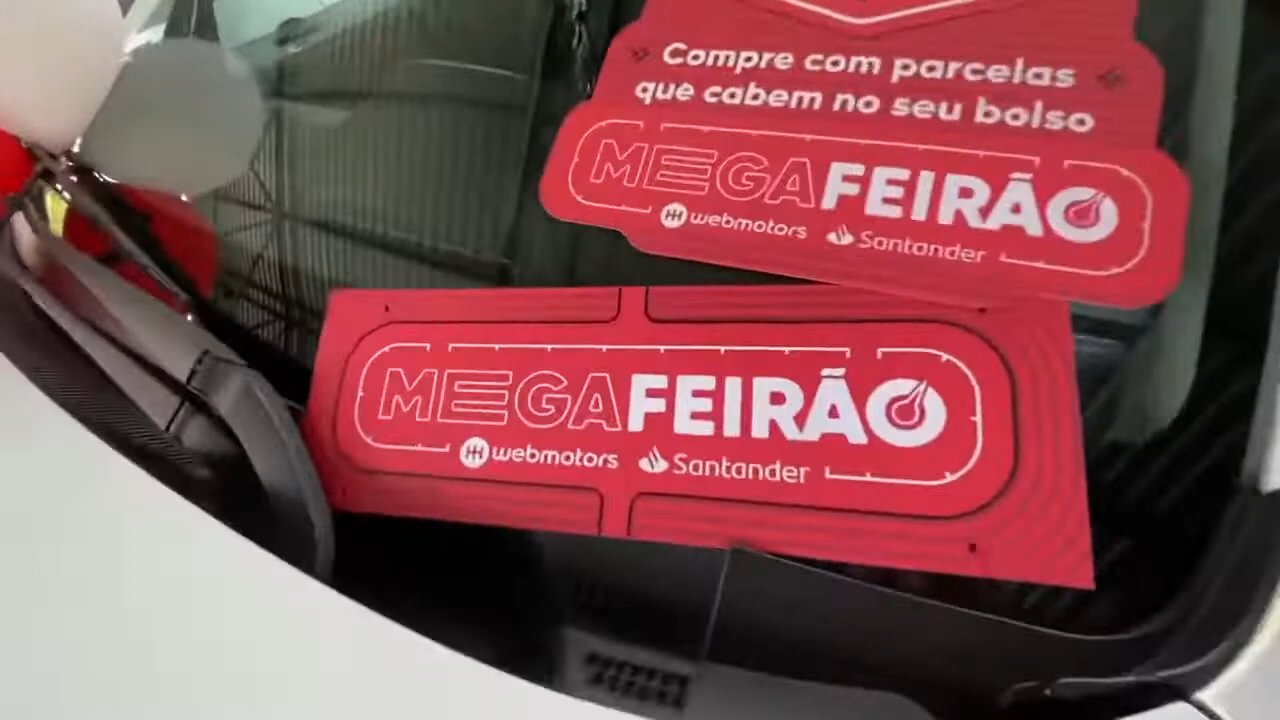 Compre com parcelas
que cabem no seu bolso
MEGAFEIRÃO
webmotors Santander
MEGAFEIRÃO
webmotors Santander